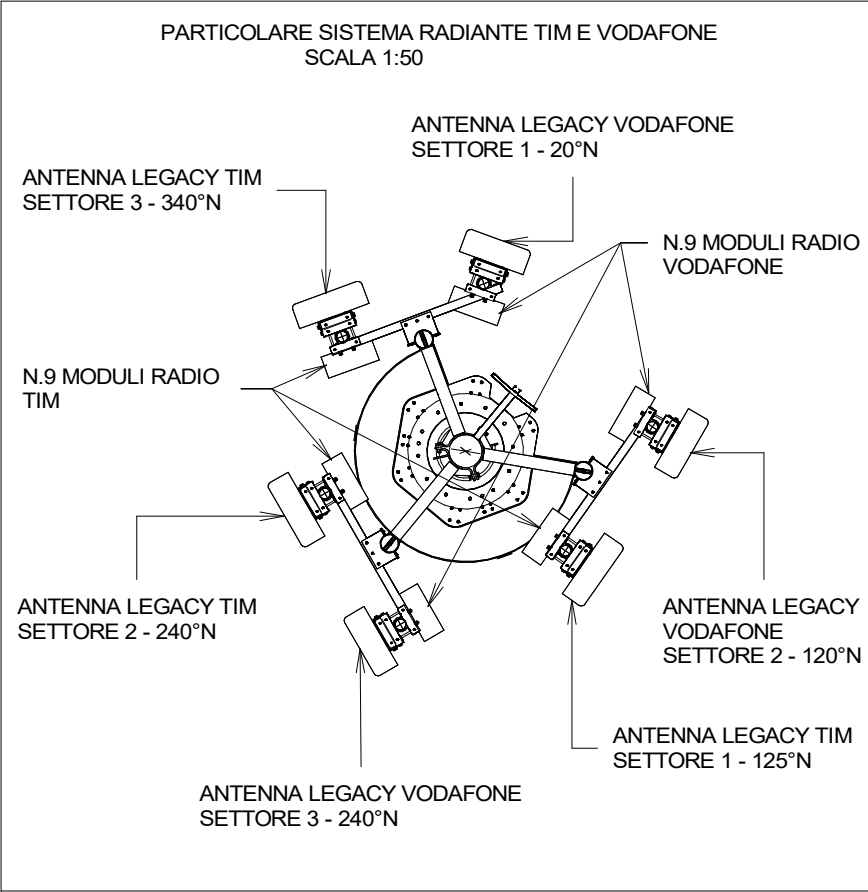 PARTICOLARE SISTEMA RADIANTE TIM E VODAFONE
SCALA 1:50
ANTENNA LEGACY VODAFONE
SETTORE 1 - 20°N
ANTENNA LEGACY TIM
SETTORE 3 - 340°N
N.9 MODULI RADIO
VODAFONE
N.9 MODULI RADIO
TIM
ANTENNA LEGACY TIM
SETTORE 2 - 240°N
ANTENNA LEGACY
VODAFONE
SETTORE 2 - 120°N
ANTENNA LEGACY TIM
SETTORE 1 - 125°N
ANTENNA LEGACY VODAFONE
SETTORE 3 - 240°N